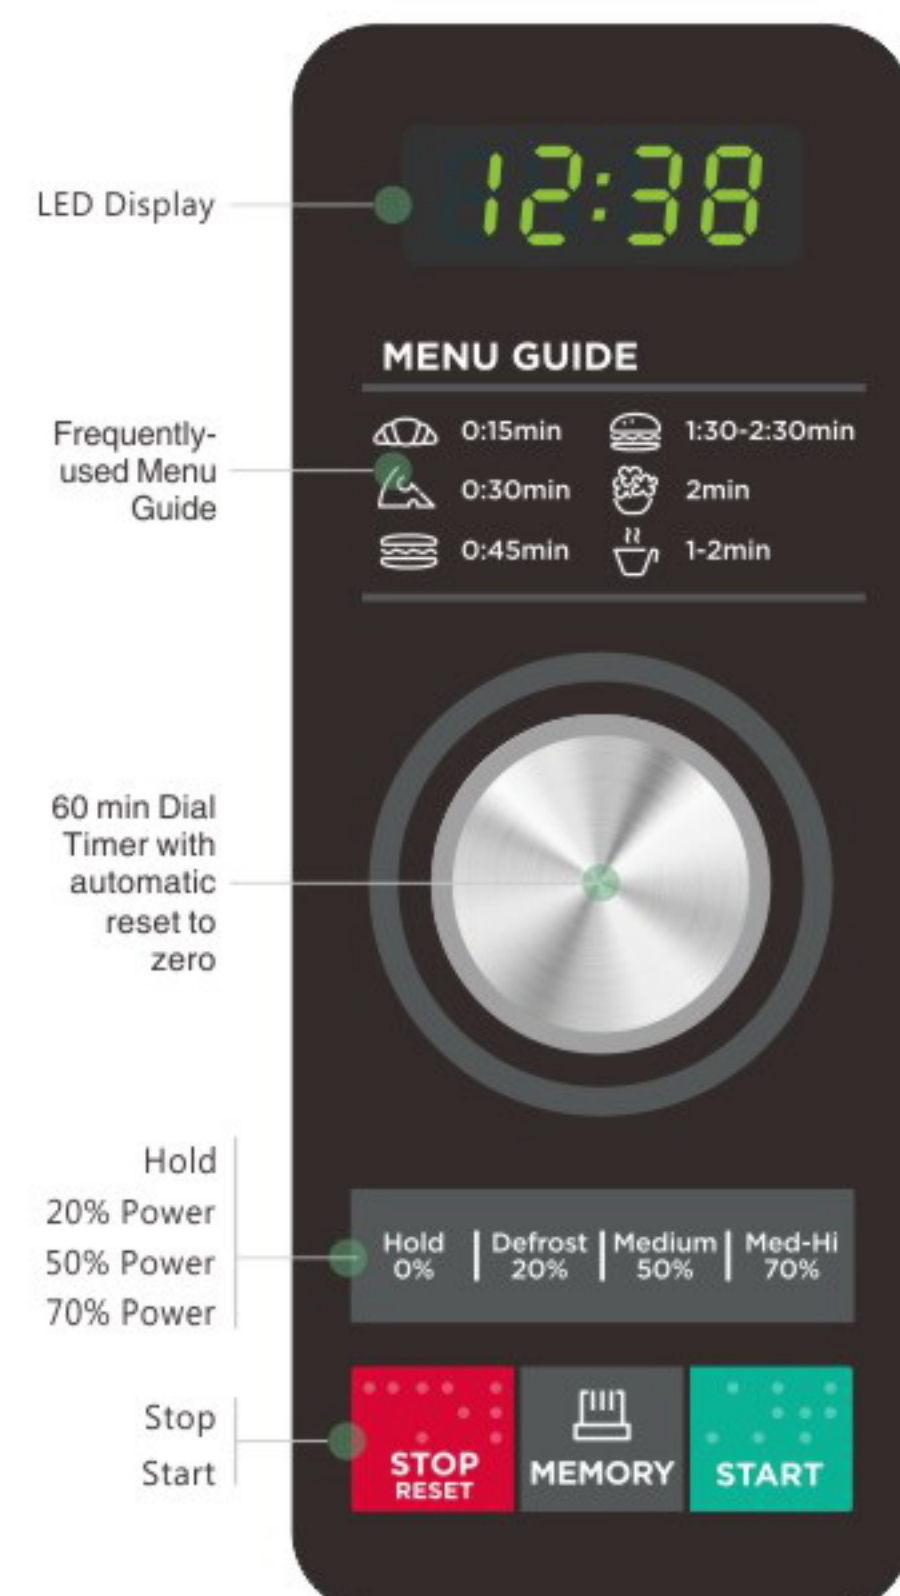 LED Display
12:38
MENU GUIDE
Frequently-
used Menu
Guide
0:15min
1:30-2:30min
0:30min
2min
0:45min
1-2min
60 min Dial
Timer with
automatic
reset to
zero
Hold
20% Power
50% Power
70% Power
Hold
0%
Defrost
20%
Medium
50%
Med-Hi
70%
Stop
Start
STOP
RESET
MEMORY
START